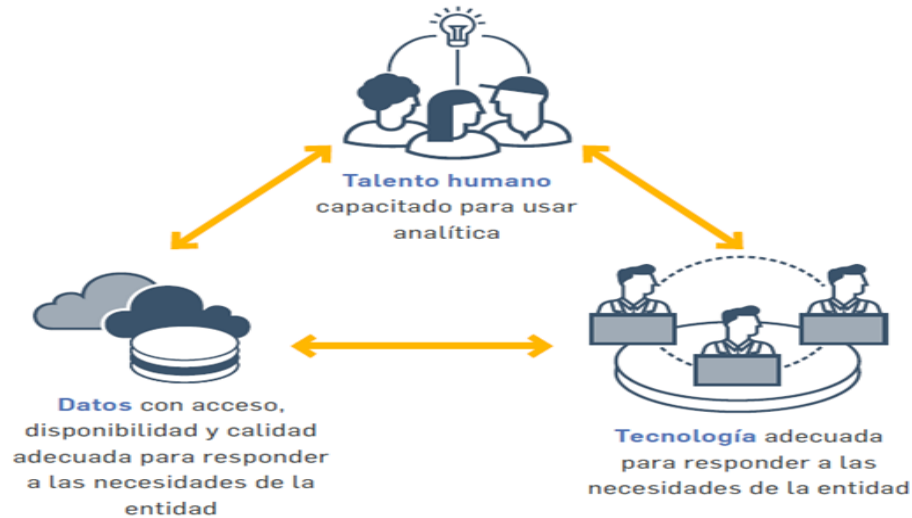 Talento humano
capacitado para usar
analítica
Datos con acceso,
disponibilidad y calidad
adecuada para responder
a las necesidades de la
entidad
Tecnología adecuada
para responder a las
necesidades de la entidad